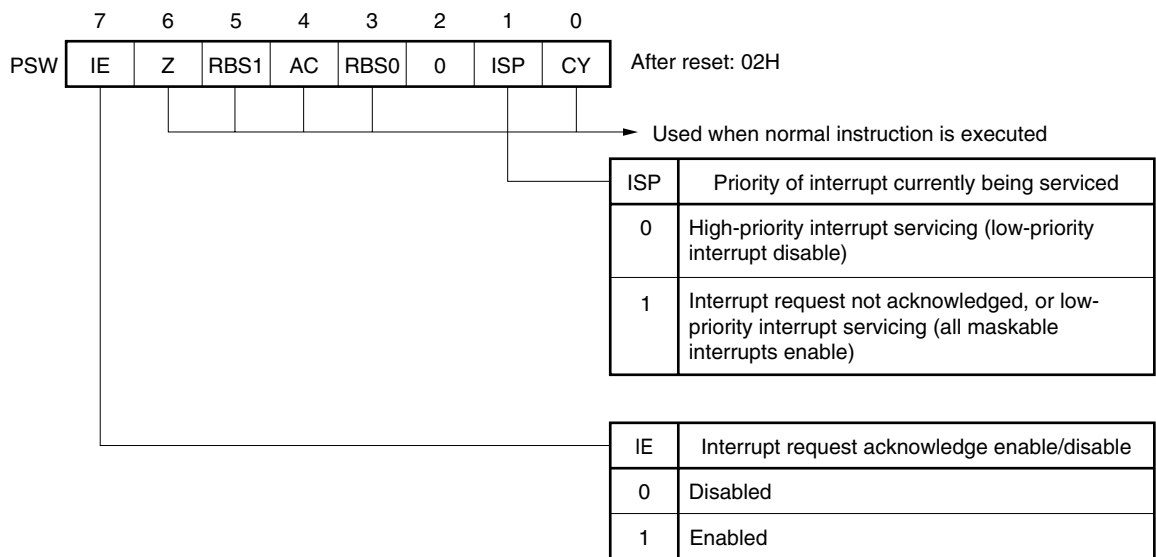 7 6 5 4 3 2 1 0
PSW IE Z RBS1 AC RBS0 0 ISP CY After reset: 02H
Used when normal instruction is executed
ISP Priority of interrupt currently being serviced
0 High-priority interrupt servicing (low-priority
interrupt disable)
1 Interrupt request not acknowledged, or low-
priority interrupt servicing (all maskable
interrupts enable)
IE Interrupt request acknowledge enable/disable
0 Disabled
1 Enabled